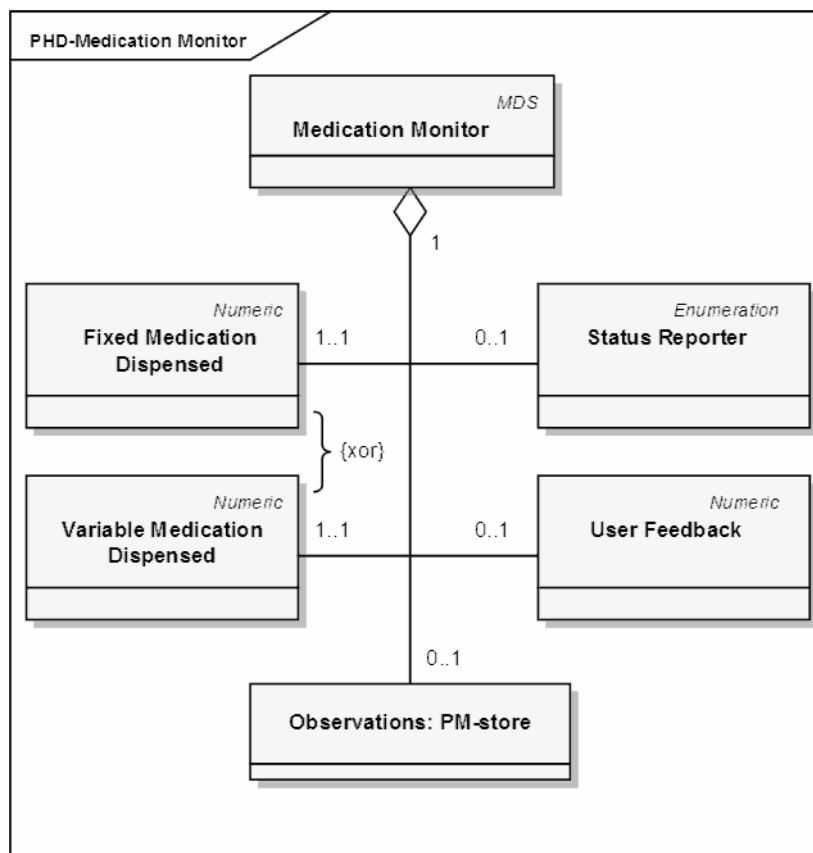 PHD-Medication Monitor
MDS
Medication Monitor
1
Numeric
Fixed Medication
Dispensed
1..1
0..1
Enumeration
Status Reporter
{xor}
Numeric
Variable Medication
Dispensed
1..1
0..1
Numeric
User Feedback
0..1
Observations: PM-store